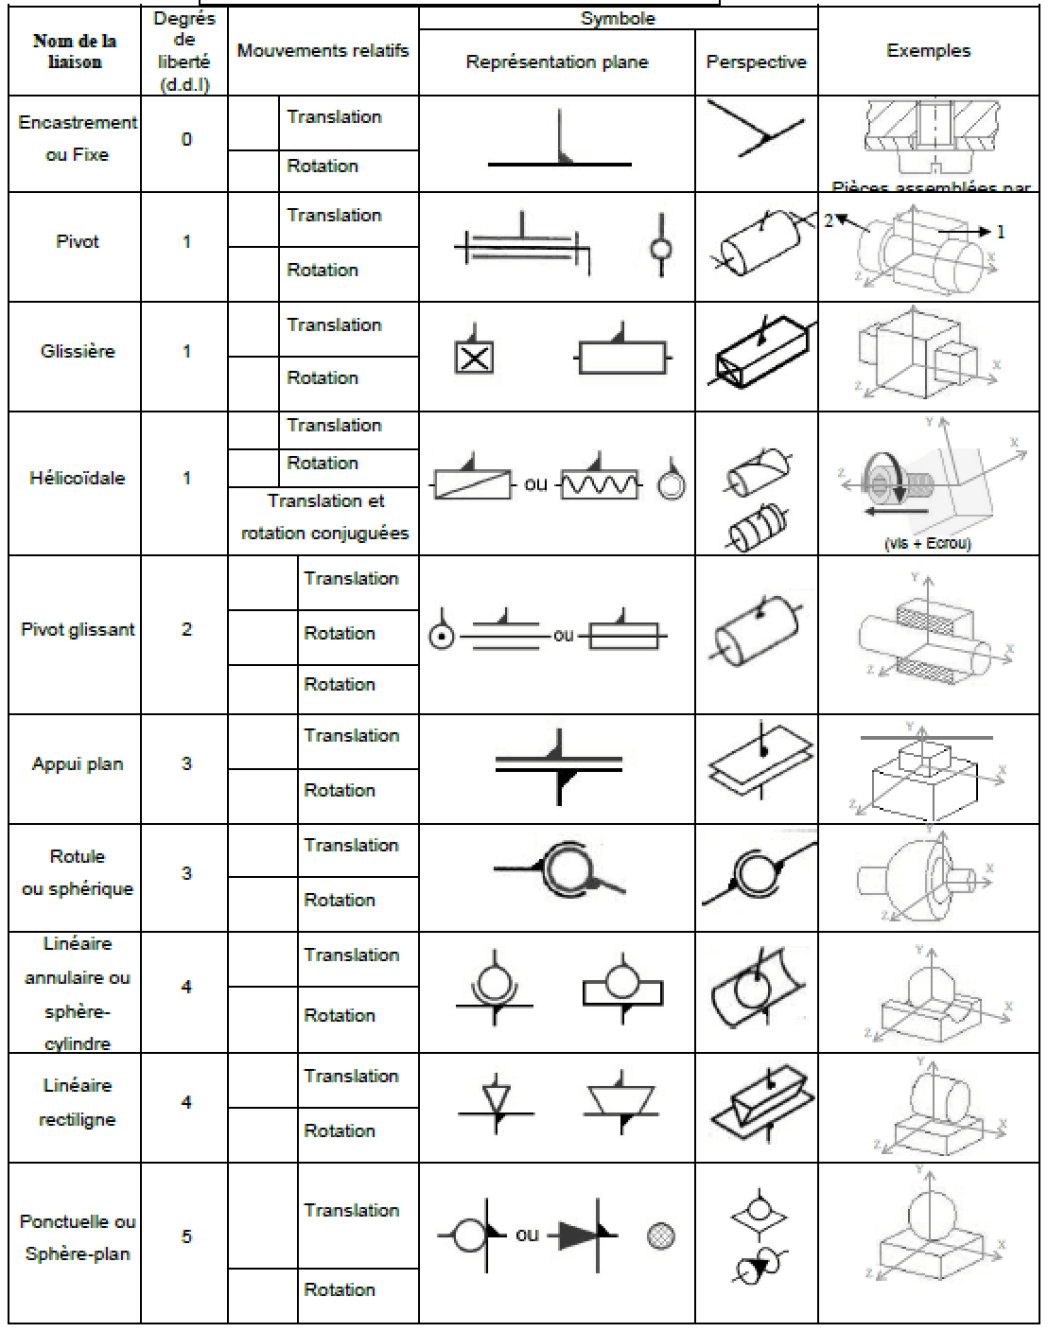 Nom de la liaison
Degrés de liberté (d.d.l)
Mouvements relatifs
Symbole
Représentation plane
Perspective
Exemples
Encastrement ou Fixe
0
Translation
Rotation
Pièces assemblées par
Pivot
1
Translation
Rotation
2
1
X
Z
Glissière
1
Translation
Rotation
X
Z
Hélicoïdale
1
Translation
Rotation
Translation et
rotation conjuguées
ou
Y
X
Z
(vis + Ecrou)
Pivot glissant
2
Translation
Rotation
Rotation
ou
Y
X
Z
Appui plan
3
Translation
Rotation
Y
X
Z
Rotule
ou sphérique
3
Translation
Rotation
Y
X
Z
Linéaire
annulaire ou
sphère-
cylindre
4
Translation
Rotation
Y
X
Z
Linéaire
rectiligne
4
Translation
Rotation
Y
X
Z
Ponctuelle ou
Sphère-plan
5
Translation
Rotation
ou
Y
X
Z